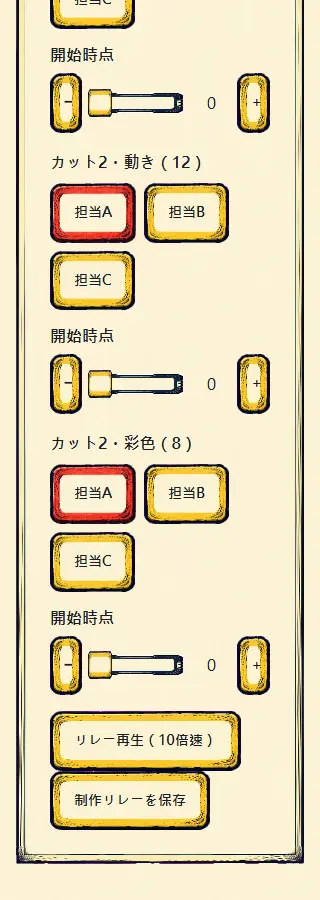 担当C
開始時点
− 0 +
カット2・動き ( 12 )
担当A 担当B
担当C
開始時点
− 0 +
カット2・彩色 ( 8 )
担当A 担当B
担当C
開始時点
− 0 +
リレー再生 ( 10倍速 )
制作リレーを保存